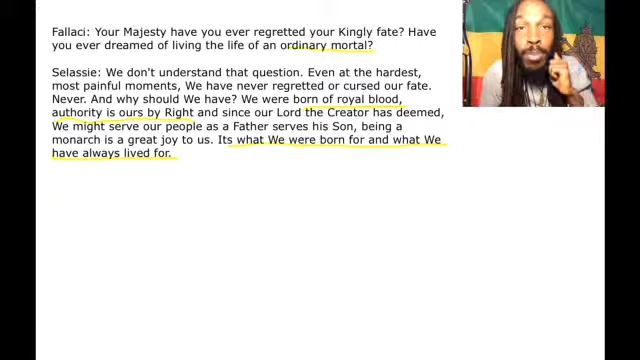 Fallaci: Your Majesty have you ever regretted your Kingly fate? Have
you ever dreamed of living the life of an ordinary mortal?
Selassie: We don't understand that question. Even at the hardest,
most painful moments, We have never regretted or cursed our fate.
Never. And why should We have? We were born of royal blood,
authority is ours by Right and since our Lord the Creator has deemed,
We might serve our people as a Father serves his Son, being a
monarch is a great joy to us. Its what We were born for and what We
have always lived for.